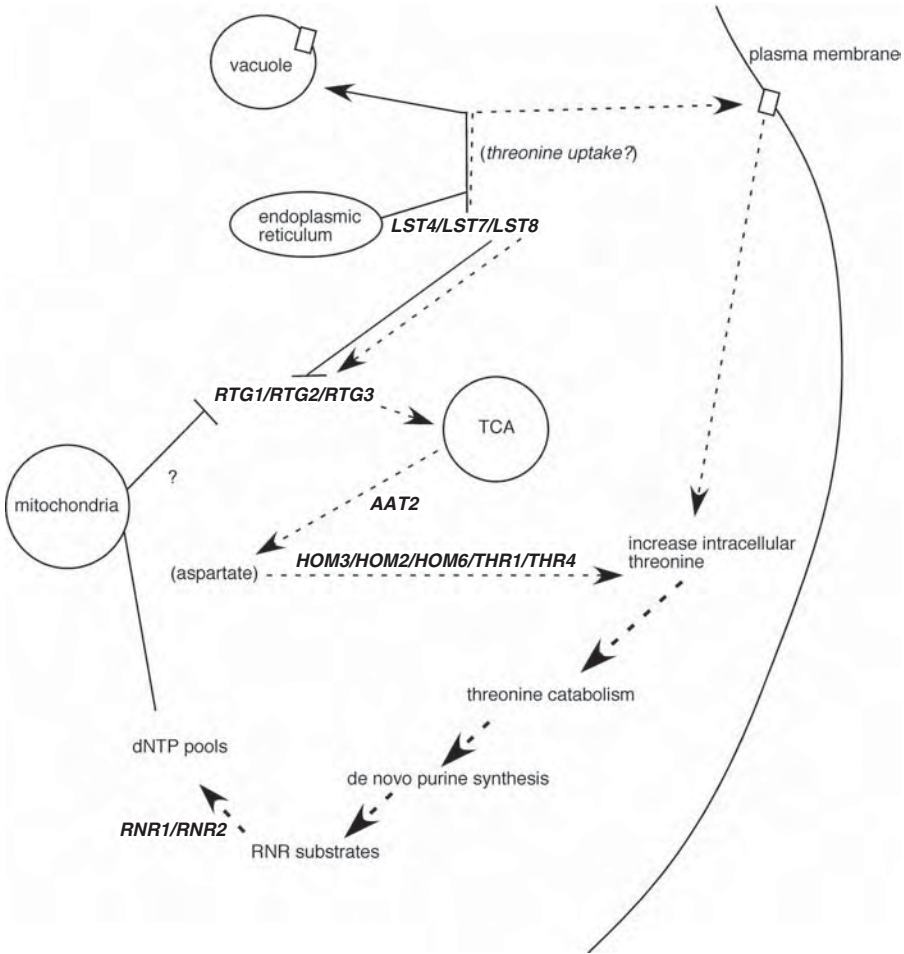 plasma membrane
vacuole
(threonine uptake?)
endoplasmic
reticulum
LST4/LST7/LST8
RTG1/RTG2/RTG3
TCA
?
mitochondria
AAT2
increase intracellular
threonine
HOM3/HOM2/HOM6/THR1/THR4
(aspartate)
threonine catabolism
dNTP pools
de novo purine synthesis
RNR1/RNR2
RNR substrates